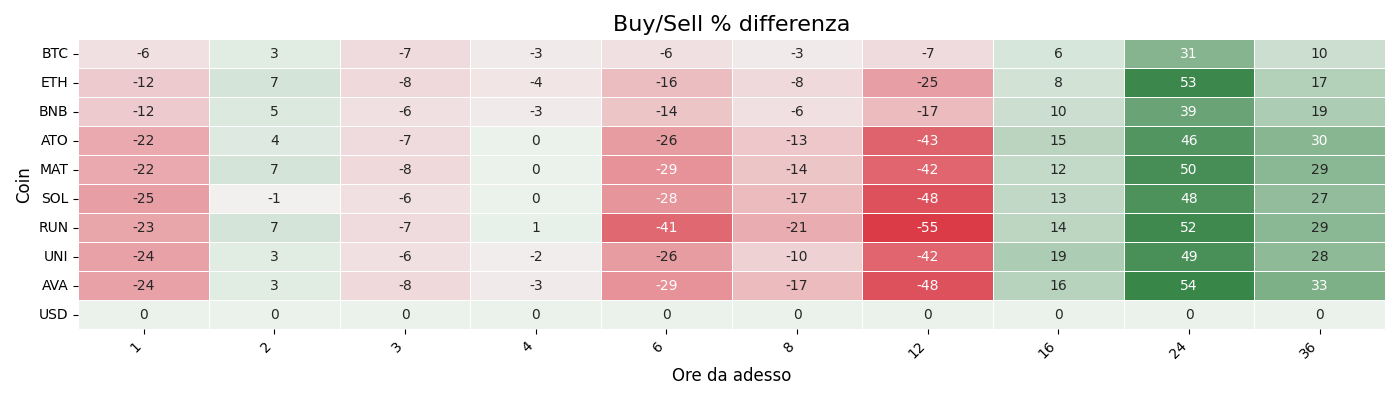 Buy/Sell % differenza
BTC -6 3 -7 -3 -6 -3 -7 6 31 10
ETH -12 7 -8 -4 -16 -8 -25 8 53 17
BNB -12 5 -6 -3 -14 -6 -17 10 39 19
ATO -22 4 -7 0 -26 -13 -43 15 46 30
MAT -22 7 -8 0 -29 -14 -42 12 50 29
SOL -25 -1 -6 0 -28 -17 -48 13 48 27
RUN -23 7 -7 1 -41 -21 -55 14 52 29
UNI -24 3 -6 -2 -26 -10 -42 19 49 28
AVA -24 3 -8 -3 -29 -17 -48 16 54 33
USD 0 0 0 0 0 0 0 0 0 0
Coin
1 2 3 4 6 8 12 16 24 36
Ore da adesso